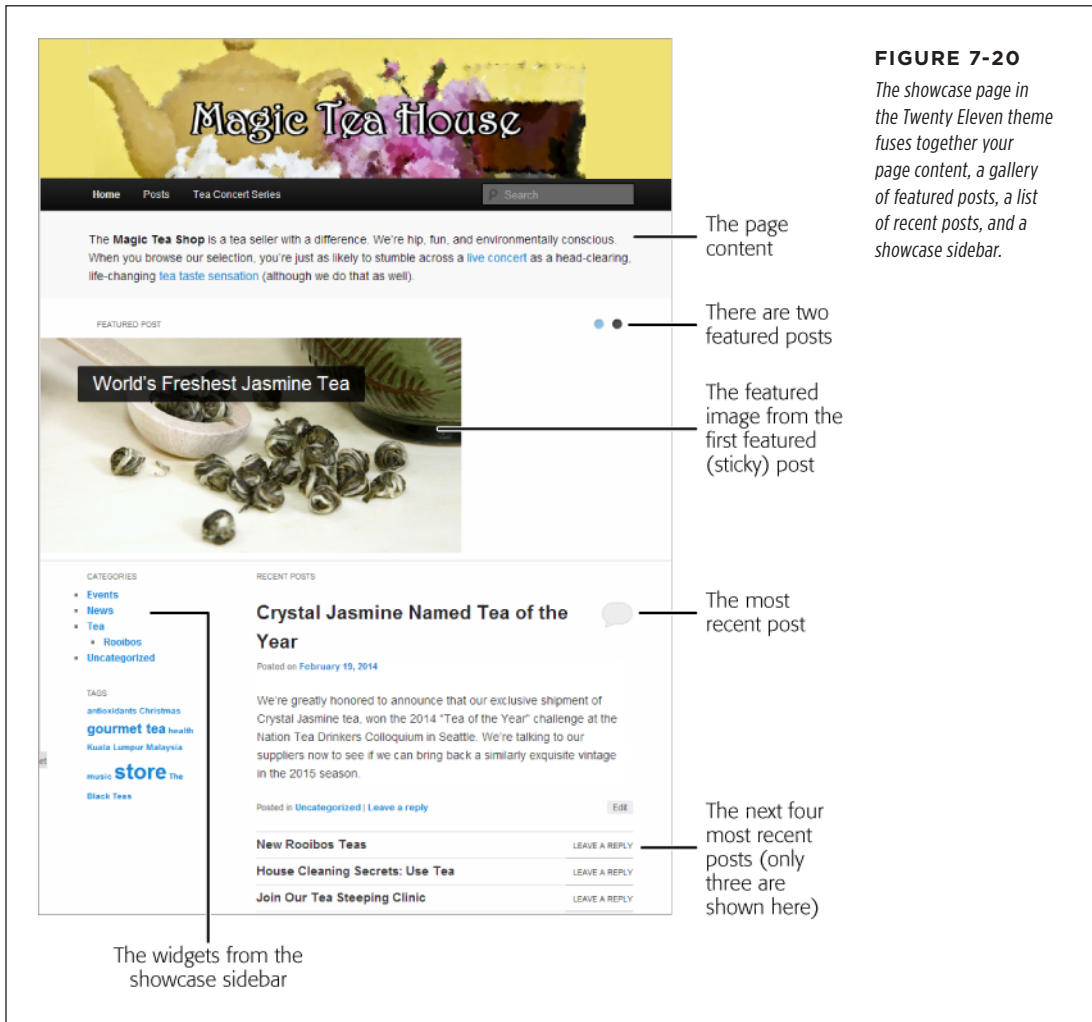 FIGURE 7-20
The showcase page in
the Twenty Eleven theme
fuses together your
page content, a gallery
of featured posts, a list
of recent posts, and a
showcase sidebar.
Magic Tea House
Home Posts Tea Concert Series Search
The Magic Tea Shop is a tea seller with a difference. We're hip, fun, and environmentally conscious.
When you browse our selection, you're just as likely to stumble across a live concert as a head-clearing,
life-changing tea taste sensation (although we do that as well).
The page
content
FEATURED POST
There are two
featured posts
World's Freshest Jasmine Tea
The featured
image from the
first featured
(sticky) post
CATEGORIES
Events
News
Tea
Rooibos
Uncategorized
TAGS
antioxidants Christmas
gourmet tea health
Kuala Lumpur Malaysia
music store The
Black Teas
et
RECENT POSTS
Crystal Jasmine Named Tea of the
Year
Posted on February 19, 2014
We're greatly honored to announce that our exclusive shipment of
Crystal Jasmine tea, won the 2014 "Tea of the Year" challenge at the
Nation Tea Drinkers Colloquium in Seattle. We're talking to our
suppliers now to see if we can bring back a similarly exquisite vintage
in the 2015 season.
Posted in Uncategorized | Leave a reply Edit
The most
recent post
New Rooibos Teas LEAVE A REPLY
House Cleaning Secrets: Use Tea LEAVE A REPLY
Join Our Tea Steeping Clinic LEAVE A REPLY
The next four
most recent
posts (only
three are
shown here)
The widgets from the
showcase sidebar